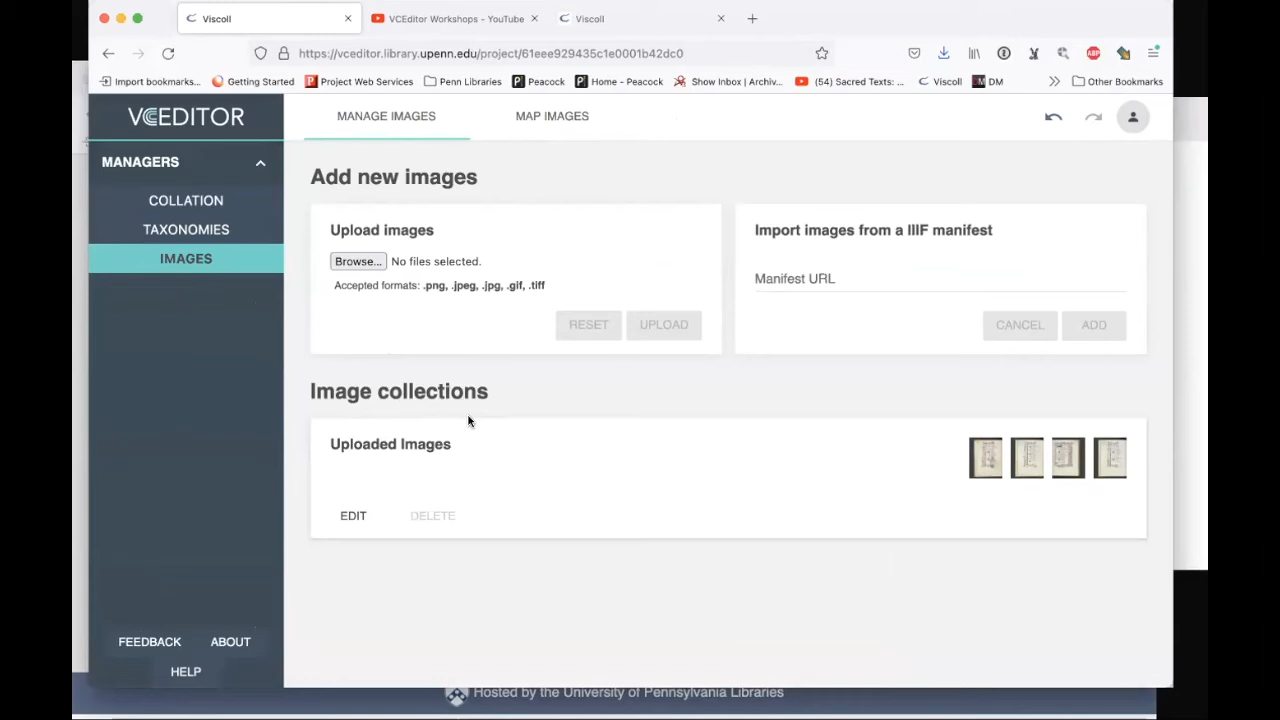 Viscoll
VCEditor Workshops - YouTube
Viscoll
https://vceditor.library.upenn.edu/project/61eee929435c1e0001b42dc0
Import bookmarks...
Getting Started
Project Web Services
Penn Libraries
Peacock
Home - Peacock
Show Inbox | Archiv...
(54) Sacred Texts: ...
Viscoll
DM
Other Bookmarks
VCEDITOR
MANAGE IMAGES
MAP IMAGES
MANAGERS
COLLATION
TAXONOMIES
IMAGES
Add new images
Upload images
Browse... No files selected.
Accepted formats: .png, .jpeg, .jpg, .gif, .tiff
RESET
UPLOAD
Import images from a IIIF manifest
Manifest URL
CANCEL
ADD
Image collections
Uploaded Images
EDIT
DELETE
FEEDBACK
ABOUT
HELP
Hosted by the University of Pennsylvania Libraries